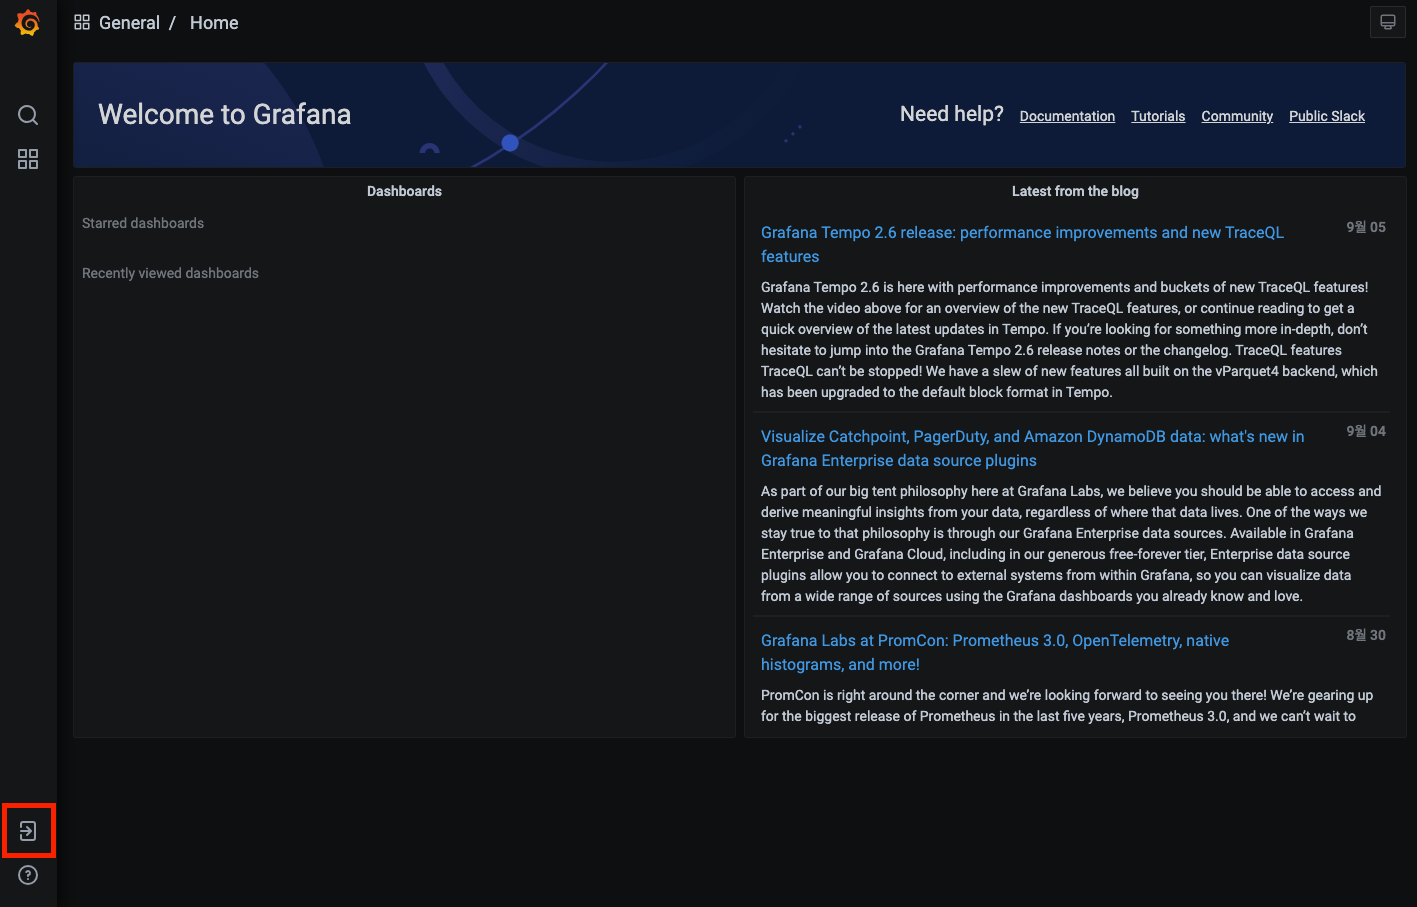 General / Home
Welcome to Grafana
Need help? Documentation Tutorials Community Public Slack
Dashboards
Starred dashboards
Recently viewed dashboards
Latest from the blog
Grafana Tempo 2.6 release: performance improvements and new TraceQL
features
9월 05
Grafana Tempo 2.6 is here with performance improvements and buckets of new TraceQL features!
Watch the video above for an overview of the new TraceQL features, or continue reading to get a
quick overview of the latest updates in Tempo. If you’re looking for something more in-depth, don’t
hesitate to jump into the Grafana Tempo 2.6 release notes or the changelog. TraceQL features
TraceQL can’t be stopped! We have a slew of new features all built on the vParquet4 backend, which
has been upgraded to the default block format in Tempo.
Visualize Catchpoint, PagerDuty, and Amazon DynamoDB data: what's new in
Grafana Enterprise data source plugins
9월 04
As part of our big tent philosophy here at Grafana Labs, we believe you should be able to access and
derive meaningful insights from your data, regardless of where that data lives. One of the ways we
stay true to that philosophy is through our Grafana Enterprise data sources. Available in Grafana
Enterprise and Grafana Cloud, including in our generous free-forever tier, Enterprise data source
plugins allow you to connect to external systems from within Grafana, so you can visualize data
from a wide range of sources using the Grafana dashboards you already know and love.
Grafana Labs at PromCon: Prometheus 3.0, OpenTelemetry, native
histograms, and more!
8월 30
PromCon is right around the corner and we’re looking forward to seeing you there! We’re gearing up
for the biggest release of Prometheus in the last five years, Prometheus 3.0, and we can’t wait to